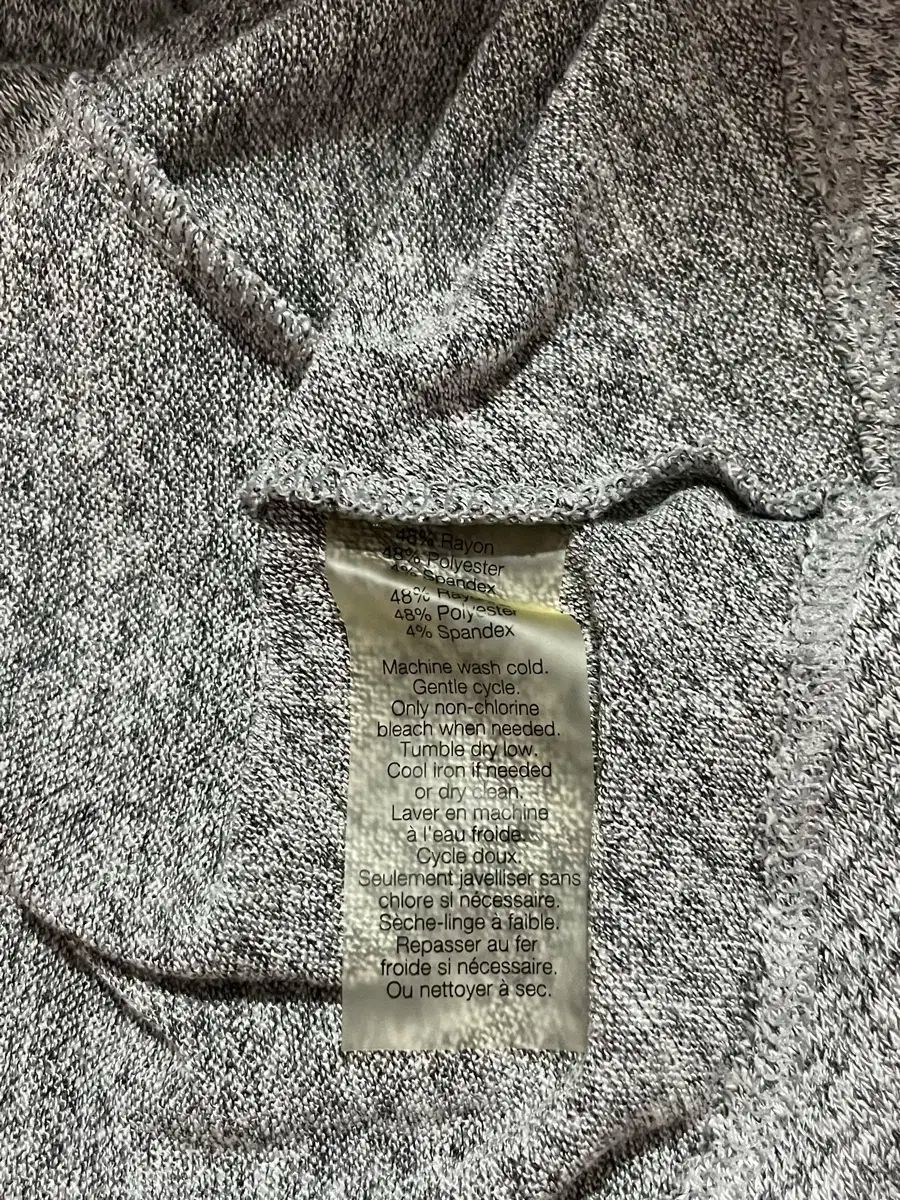 48% Rayon
48% Polyester
4% Spandex
48% Rayon
48% Polyester
4% Spandex
Machine wash cold.
Gentle cycle.
Only non-chlorine
bleach when needed.
Tumble dry low.
Cool iron if needed
or dry clean.
Laver en machine
à l'eau froide.
Cycle doux.
Seulement javelliser sans
chlore si nécessaire.
Sèche-linge à faible.
Repasser au fer
froide si nécessaire.
Ou nettoyer à sec.